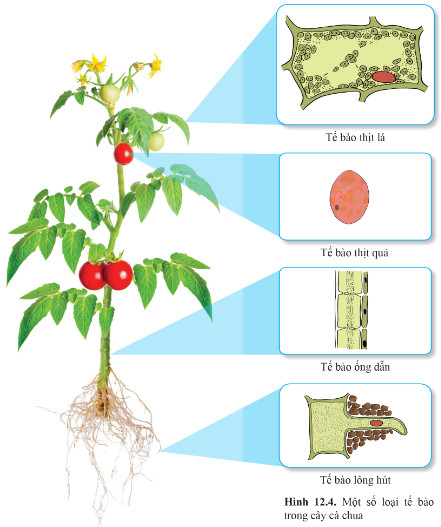 Tế bào thịt lá
Tế bào thịt quả
Tế bào ống dẫn
Tế bào lông hút
Hình 12.4. Một số loại tế bào
trong cây cà chua